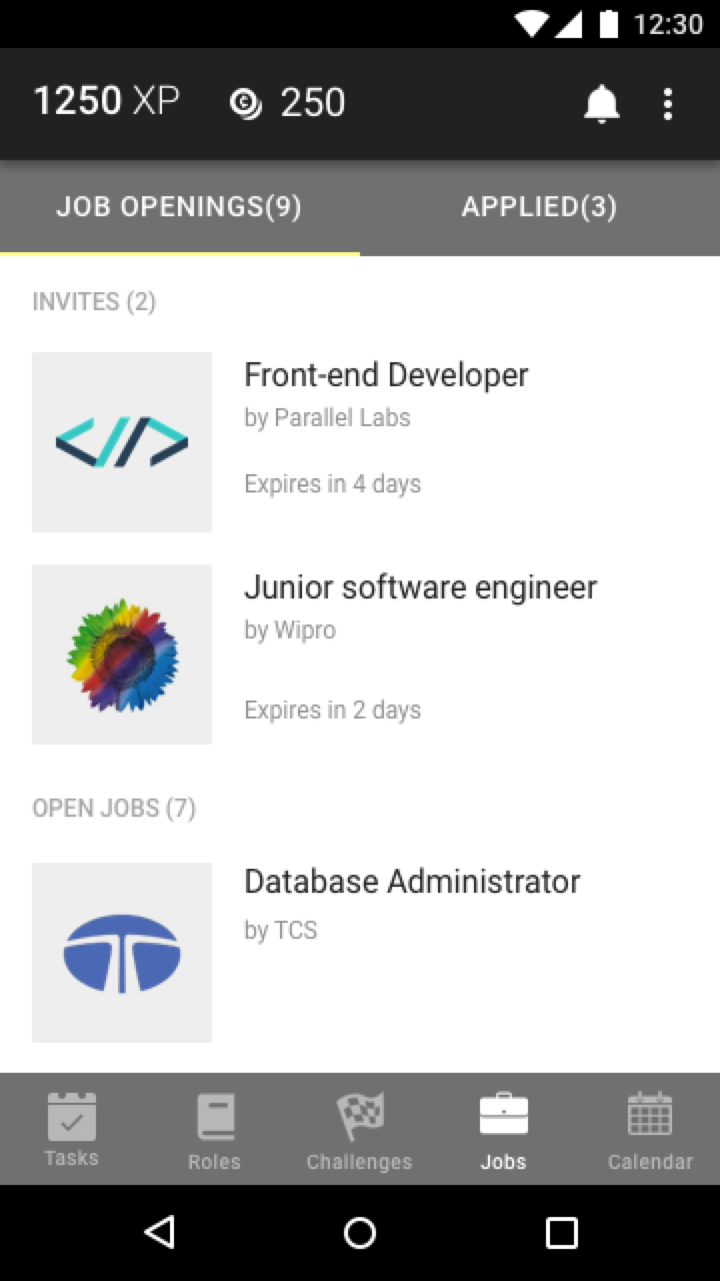 12:30
1250 XP 250
JOB OPENINGS(9) APPLIED(3)
INVITES (2)
Front-end Developer
by Parallel Labs
Expires in 4 days
Junior software engineer
by Wipro
Expires in 2 days
OPEN JOBS (7)
Database Administrator
by TCS
Tasks Roles Challenges Jobs Calendar